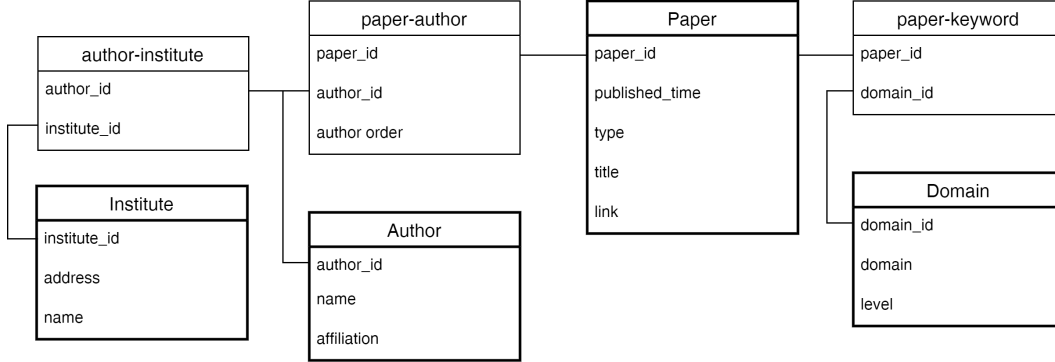 author-institute
author_id
institute_id
Institute
institute_id
address
name
paper-author
paper_id
author_id
author order
Author
author_id
name
affiliation
Paper
paper_id
published_time
type
title
link
paper-keyword
paper_id
domain_id
Domain
domain_id
domain
level